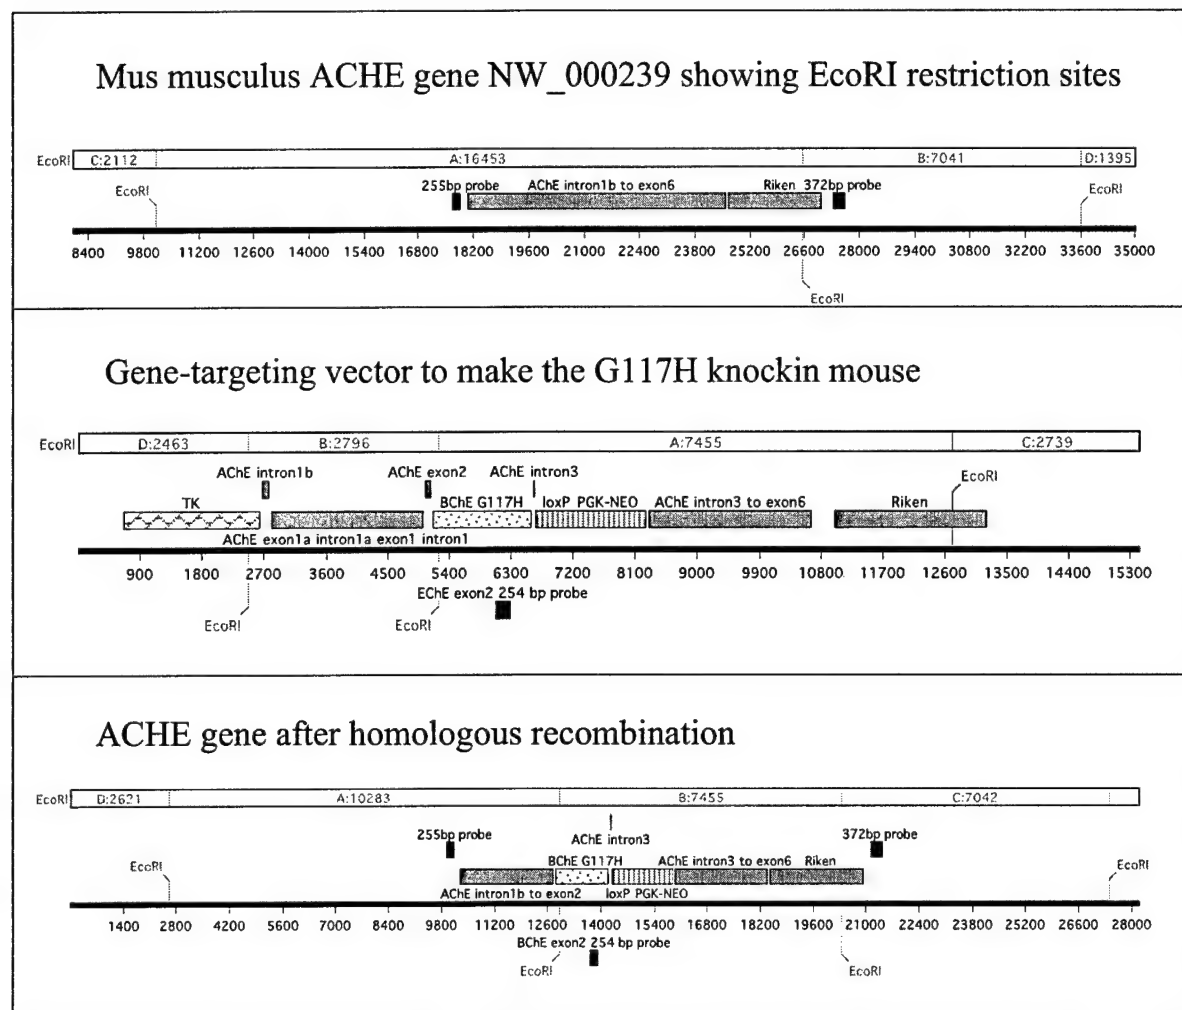 Mus musculus ACHE gene NW_000239 showing EcoRI restriction sites
EcoRI C:2112 A:16453 B:7041 D:1395
EcoRI 255bp probe AChE intron1b to exon6 Riken 372bp probe EcoRI
8400 9800 11200 12600 14000 15400 16800 18200 19600 21000 22400 23800 25200 26600 28000 29400 30800 32200 33600 35000
EcoRI
Gene-targeting vector to make the G117H knockin mouse
EcoRI D:2463 B:2796 A:7455 C:2739
AChE intron1b AChE exon2 AChE intron3 EcoRI
TK BChE G117H loxP PGK-NEO AChE intron3 to exon6 Riken
AChE exon1a intron1a exon1 intron1
900 1800 2700 3600 4500 5400 6300 7200 8100 9000 9900 10800 11700 12600 13500 14400 15300
EChE exon2 254 bp probe
EcoRI EcoRI
ACHE gene after homologous recombination
EcoRI D:2621 A:10283 B:7455 C:7042
255bp probe AChE intron3 372bp probe
EcoRI BChE G117H AChE intron3 to exon6 Riken EcoRI
AChE intron1b to exon2 loxP PGK-NEO
1400 2800 4200 5600 7000 8400 9800 11200 12600 14000 15400 16800 18200 19600 21000 22400 23800 25200 26600 28000
BChE exon2 254 bp probe
EcoRI EcoRI